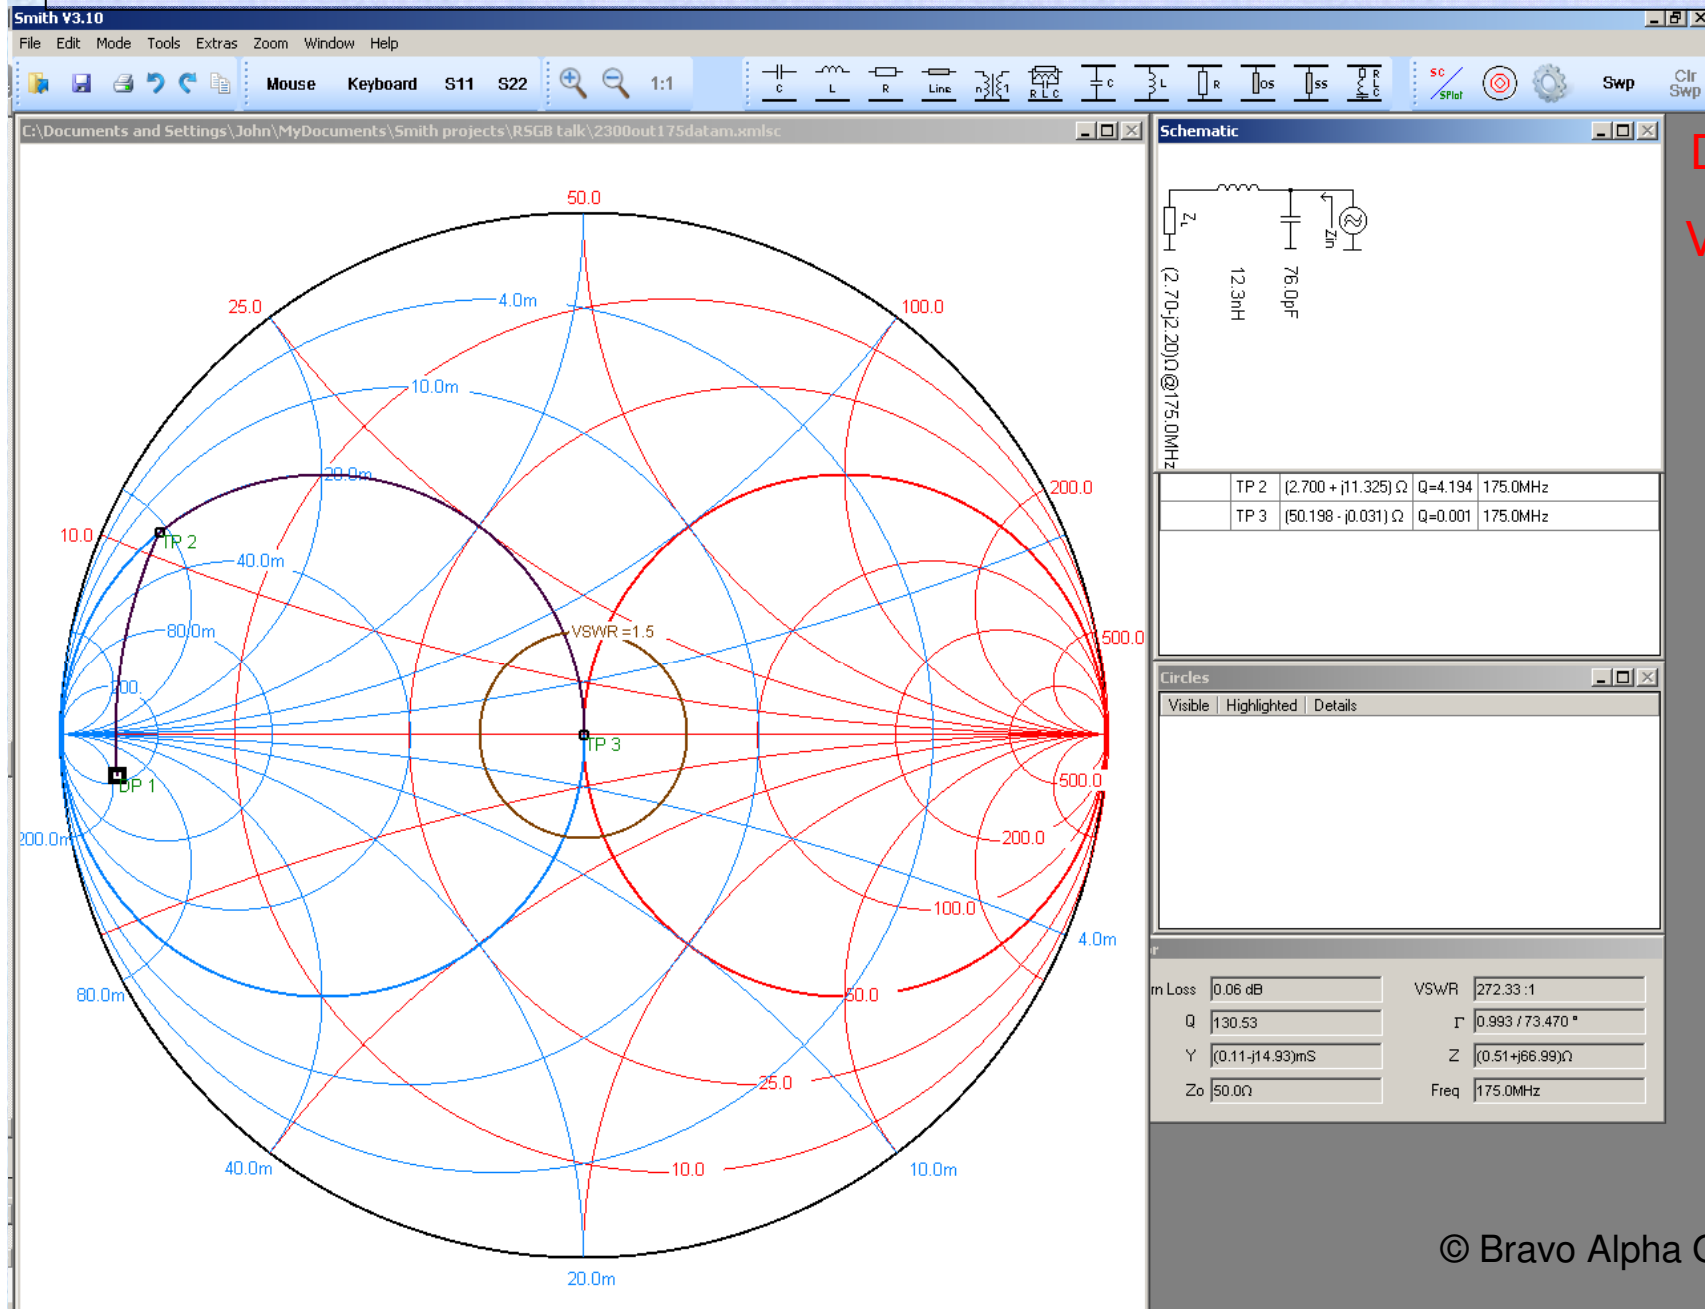 Smith V3.10
File Edit Mode Tools Extras Zoom Window Help
Mouse Keyboard S11 S22 1:1 C L R Line n RLC C L R OS SS RLC SC SPlot Swp Clr Swp
C:\Documents and Settings\John\MyDocuments\Smith projects\RSGB talk\2300out175datam.xmlsc
50.0
25.0
4.0m
100.0
10.0m
20.0m
200.0
10.0
TP 2
40.0m
80.0m
VSWR =1.5
500.0
200.
TP 3
DP 1
500.0
200.0m
200.0
100.0
4.0m
80.0m
50.0
25.0
40.0m
10.0
10.0m
20.0m
Schematic
ZL
Zin
(2.70-j2.20)Ω@175.0MHz
12.3nH
76.0pF
TP 2 (2.700 + j11.325) Ω Q=4.194 175.0MHz
TP 3 (50.198 - j0.031) Ω Q=0.001 175.0MHz
Circles
Visible Highlighted Details
rn Loss 0.06 dB VSWR 272.33 :1
Q 130.53 Γ 0.993 / 73.470 °
Y (0.11-j14.93)mS Z (0.51+j66.99)Ω
Zo 50.0Ω Freq 175.0MHz
D
V
© Bravo Alpha